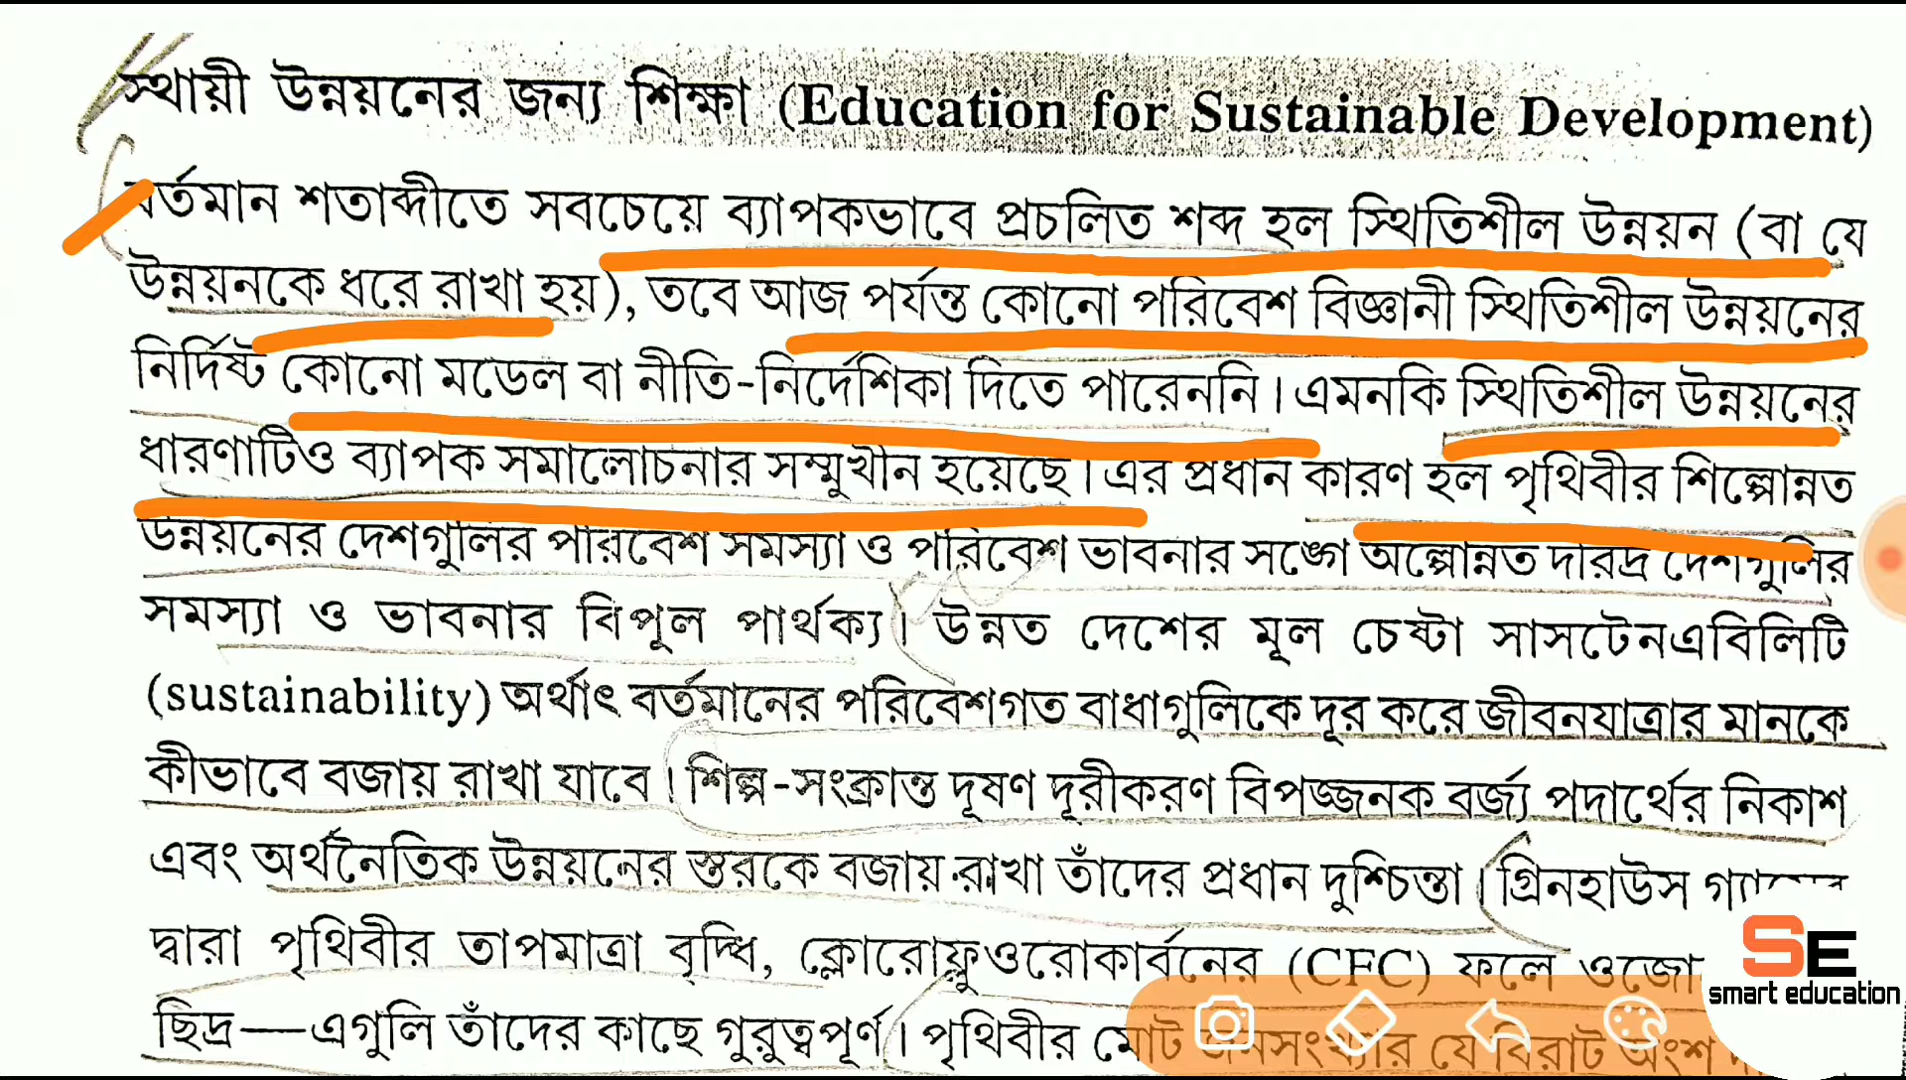 স্থায়ী উন্নয়নের জন্য শিক্ষা (Education for Sustainable Development)
বর্তমান শতাব্দীতে সবচেয়ে ব্যাপকভাবে প্রচলিত শব্দ হল স্থিতিশীল উন্নয়ন (বা যে
উন্নয়নকে ধরে রাখা হয়), তবে আজ পর্যন্ত কোনো পরিবেশ বিজ্ঞানী স্থিতিশীল উন্নয়নের
নির্দিষ্ট কোনো মডেল বা নীতি-নির্দেশিকা দিতে পারেননি। এমনকি স্থিতিশীল উন্নয়নের
ধারণাটিও ব্যাপক সমালোচনার সম্মুখীন হয়েছে। এর প্রধান কারণ হল পৃথিবীর শিল্পোন্নত
উন্নয়নের দেশগুলির পরিবেশ সমস্যা ও পরিবেশ ভাবনার সঙ্গে অল্পোন্নত দরিদ্র দেশগুলির
সমস্যা ও ভাবনার বিপুল পার্থক্য। উন্নত দেশের মূল চেষ্টা সাসটেনএবিলিটি
(sustainability) অর্থাৎ বর্তমানের পরিবেশগত বাধাগুলিকে দূর করে জীবনযাত্রার মানকে
কীভাবে বজায় রাখা যাবে। শিল্প-সংক্রান্ত দূষণ দূরীকরণ বিপজ্জনক বর্জ্য পদার্থের নিকাশ
এবং অর্থনৈতিক উন্নয়নের স্তরকে বজায় রাখা তাঁদের প্রধান দুশ্চিন্তা। গ্রিনহাউস
দ্বারা পৃথিবীর তাপমাত্রা বৃদ্ধি, ক্লোরোফ্লুওরোকার্বনের (CFC) ফলে
ছিদ্র—এগুলি তাঁদের কাছে গুরুত্বপূর্ণ। পৃথিবীর মোট জনসংখ্যার যে বিরাট অংশ
SE
smart education